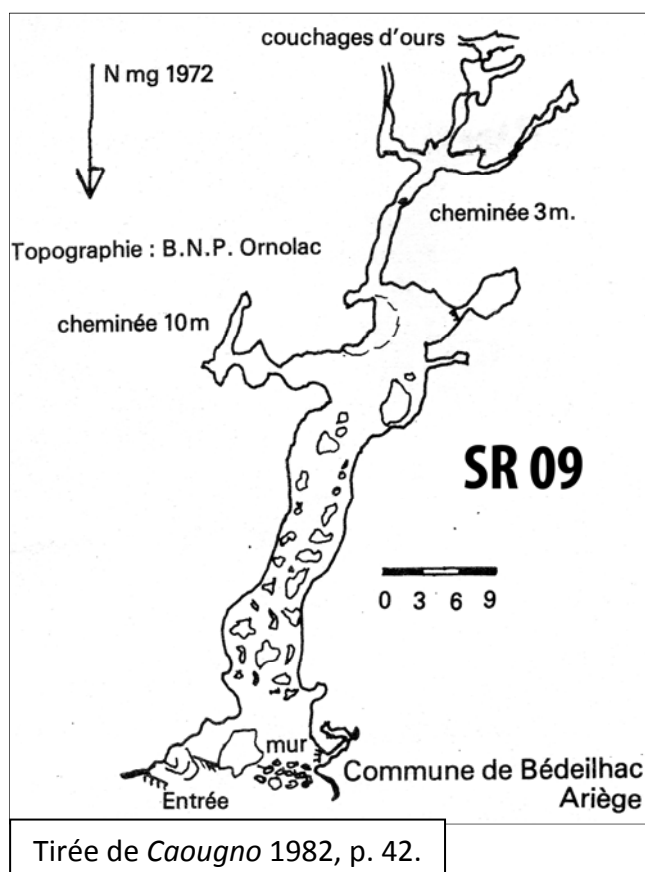 couchages d'ours
N mg 1972
cheminée 3m.
Topographie : B.N.P. Ornolac
cheminée 10m
SR 09
0 3 6 9
mur
Commune de Bédeilhac
Ariège
Entrée
Tirée de Caougno 1982, p. 42.